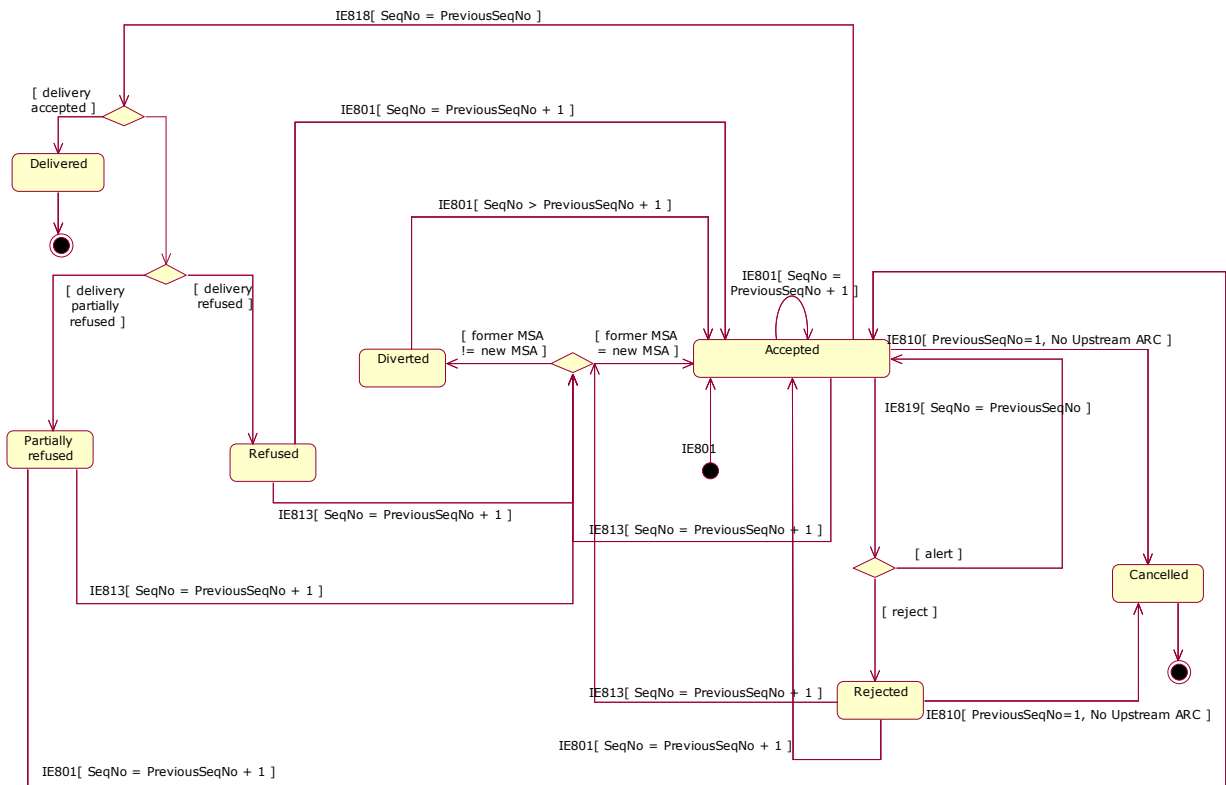 IE818[ SeqNo = PreviousSeqNo ]
[ delivery
accepted ]
IE801[ SeqNo = PreviousSeqNo + 1 ]
Delivered
IE801[ SeqNo > PreviousSeqNo + 1 ]
[ delivery
partially
refused ]
[ delivery
refused ]
IE801[ SeqNo =
PreviousSeqNo + 1 ]
[ former MSA
!= new MSA ]
[ former MSA
= new MSA ]
Diverted
Accepted
IE810[ PreviousSeqNo=1, No Upstream ARC ]
IE819[ SeqNo = PreviousSeqNo ]
Partially
refused
Refused
IE801
IE813[ SeqNo = PreviousSeqNo + 1 ]
IE813[ SeqNo = PreviousSeqNo + 1 ]
[ alert ]
Cancelled
IE813[ SeqNo = PreviousSeqNo + 1 ]
[ reject ]
IE813[ SeqNo = PreviousSeqNo + 1 ]
Rejected
IE810[ PreviousSeqNo=1, No Upstream ARC ]
IE801[ SeqNo = PreviousSeqNo + 1 ]
IE801[ SeqNo = PreviousSeqNo + 1 ]